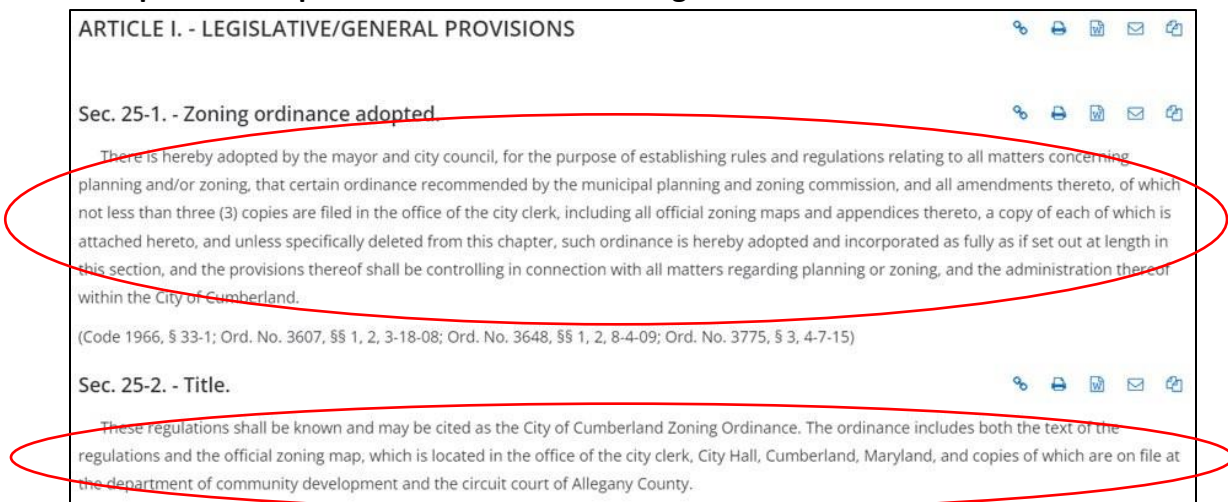 ARTICLE I. - LEGISLATIVE/GENERAL PROVISIONS
Sec. 25-1. - Zoning ordinance adopted.
There is hereby adopted by the mayor and city council, for the purpose of establishing rules and regulations relating to all matters concerning
planning and/or zoning, that certain ordinance recommended by the municipal planning and zoning commission, and all amendments thereto, of which
not less than three (3) copies are filed in the office of the city clerk, including all official zoning maps and appendices thereto, a copy of each of which is
attached hereto, and unless specifically deleted from this chapter, such ordinance is hereby adopted and incorporated as fully as if set out at length in
this section, and the provisions thereof shall be controlling in connection with all matters regarding planning or zoning, and the administration thereof
within the City of Cumberland.
(Code 1966, § 33-1; Ord. No. 3607, §§ 1, 2, 3-18-08; Ord. No. 3648, §§ 1, 2, 8-4-09; Ord. No. 3775, § 3, 4-7-15)
Sec. 25-2. - Title.
These regulations shall be known and may be cited as the City of Cumberland Zoning Ordinance. The ordinance includes both the text of the
regulations and the official zoning map, which is located in the office of the city clerk, City Hall, Cumberland, Maryland, and copies of which are on file at
the department of community development and the circuit court of Allegany County.